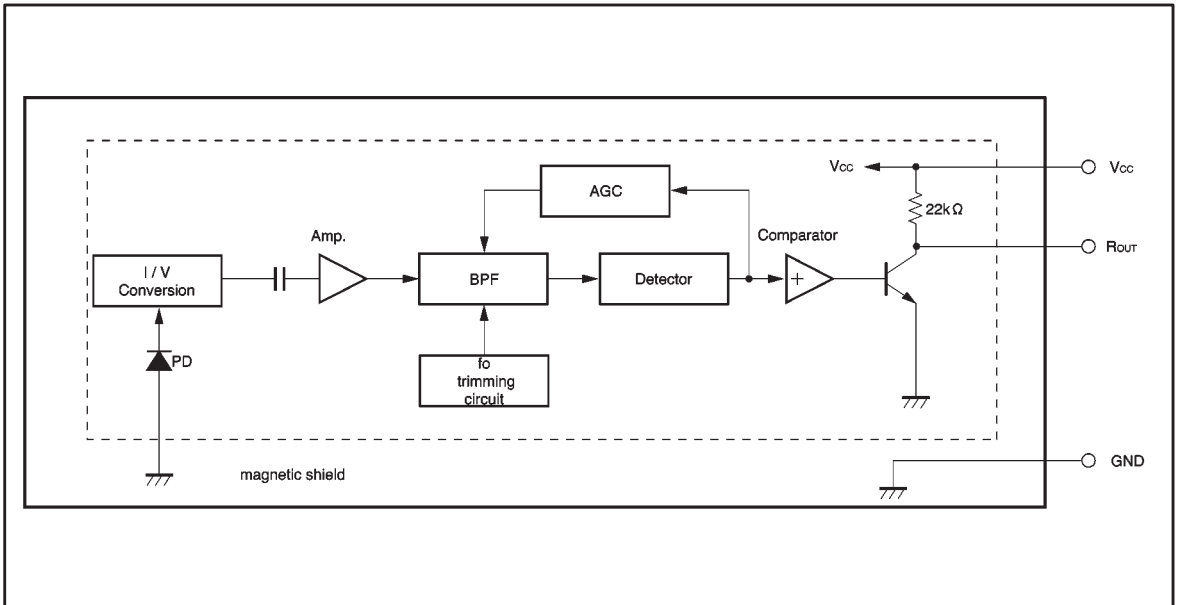 Vcc
Vcc
AGC
22kΩ
Amp.
Comparator
ROUT
I / V
Conversion
BPF
Detector
+
PD
fo
trimming
circuit
magnetic shield
GND